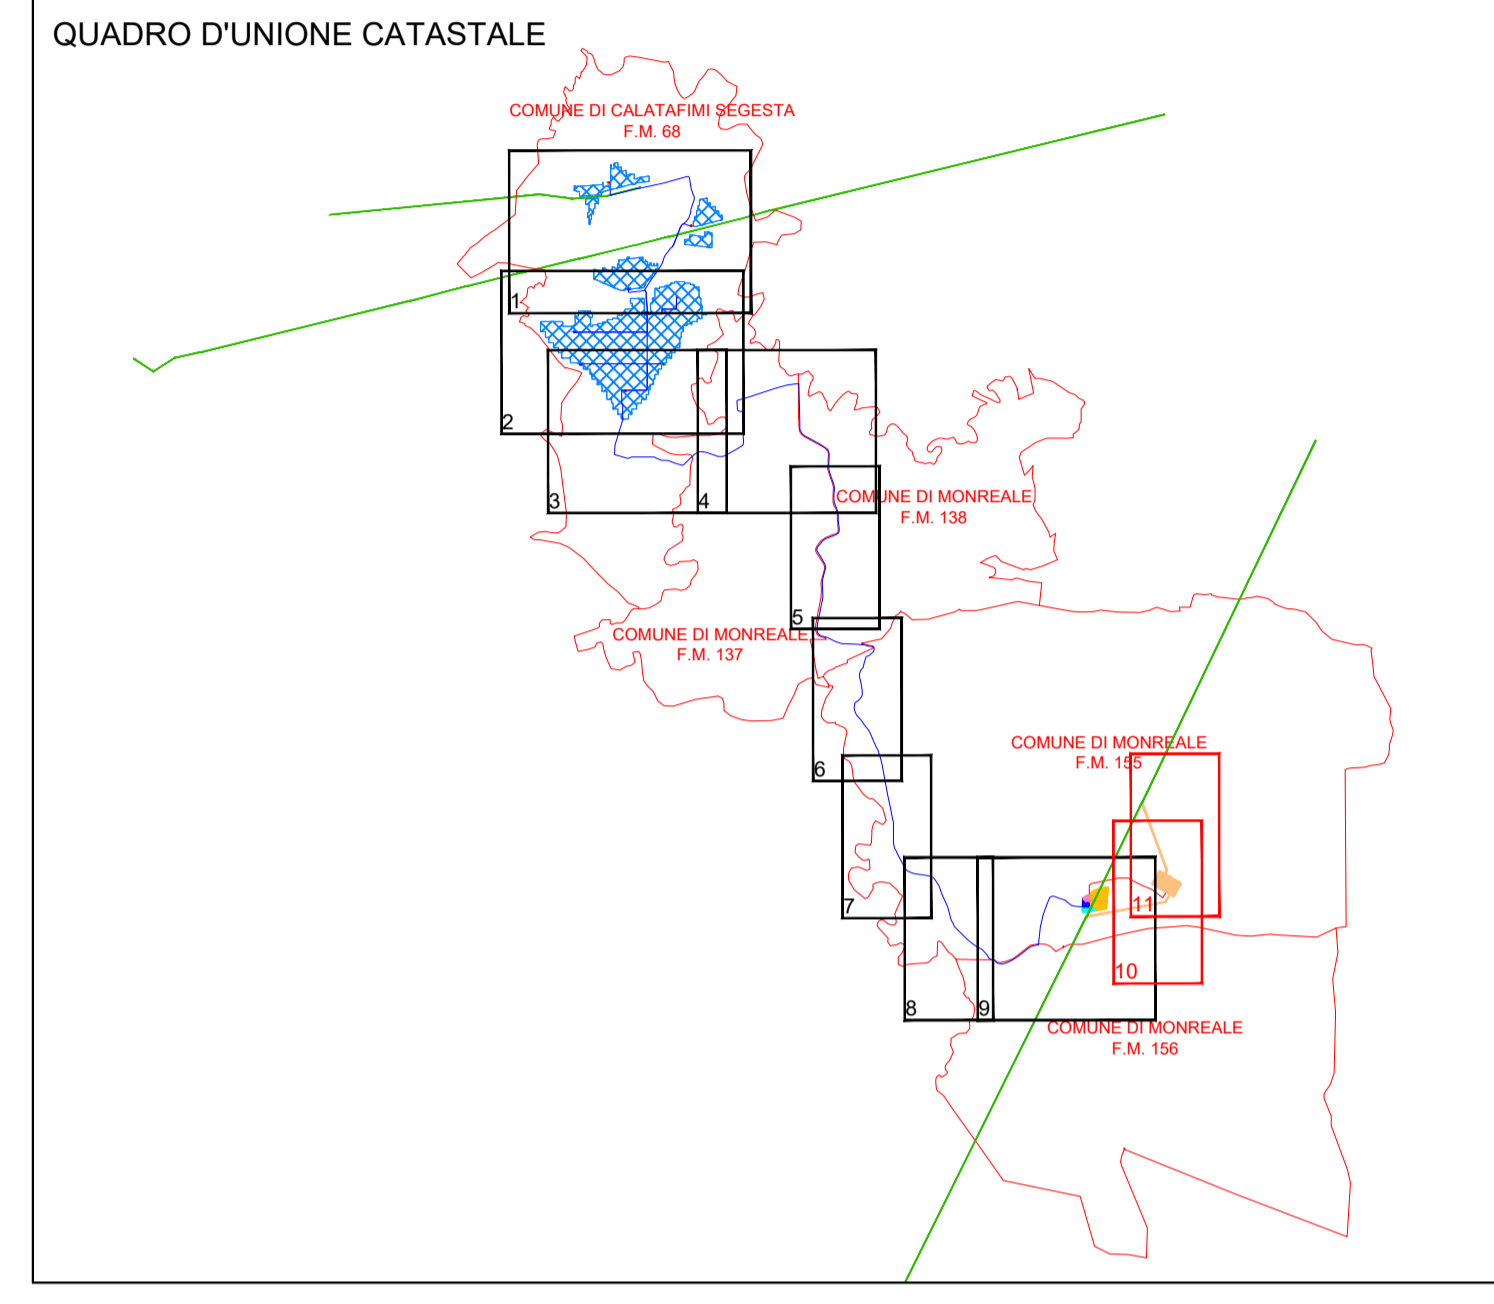 QUADRO D'UNIONE CATASTALE
COMUNE DI CALATAFIMI SEGESTA
F.M. 68
1
2
3
4
COMUNE DI MONREALE
F.M. 138
5
COMUNE DI MONREALE
F.M. 137
6
COMUNE DI MONREALE
F.M. 155
7
11
10
8
9
COMUNE DI MONREALE
F.M. 156